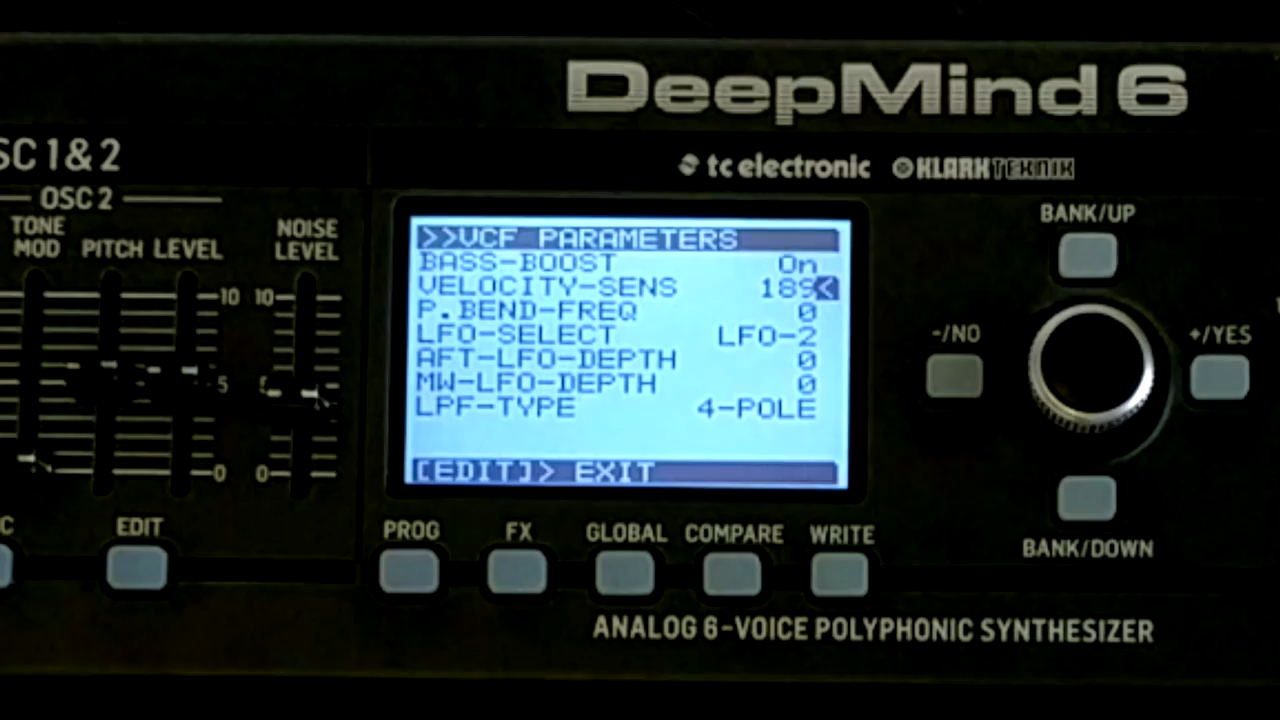 DeepMind 6
tc electronic KLARK TEKNIK
SC 1 & 2
OSC 2
TONE MOD PITCH LEVEL
NOISE LEVEL
10 10
5 5
0 0
>>VCF PARAMETERS
BASS-BOOST On
VELOCITY-SENS 189<
P.BEND-FREQ 0
LFO-SELECT LFO-2
AFT-LFO-DEPTH 0
MW-LFO-DEPTH 0
LPF-TYPE 4-POLE
[EDIT]> EXIT
BANK/UP
-/NO +/YES
BANK/DOWN
C EDIT
PROG FX GLOBAL COMPARE WRITE
ANALOG 6-VOICE POLYPHONIC SYNTHESIZER